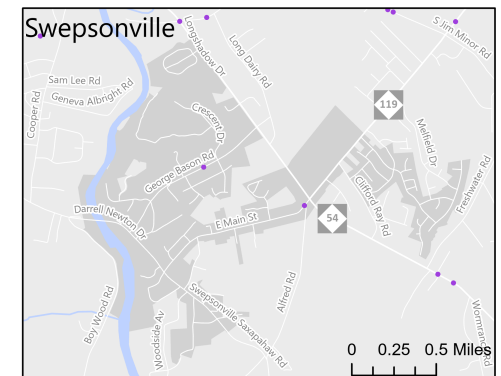 Swepsonville
S Jim Minor Rd
Longshadow Dr
Long Dairy Rd
Sam Lee Rd
Geneva Albright Rd
Cooper Rd
119
Crescent Dr
Melfield Dr
George Bason Rd
Freshwater Rd
Clifford Ray Rd
Darrell Newton Dr
E Main St
54
Alfred Rd
Swepsonville Saxapahaw Rd
Boy Wood Rd
Woodside Av
Wormranch Rd
0 0.25 0.5 Miles